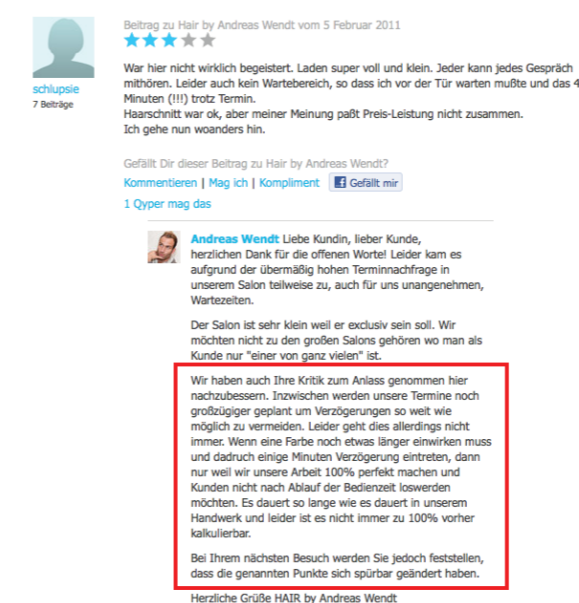 Beitrag zu Hair by Andreas Wendt vom 5 Februar 2011
schlupsie
7 Beiträge
War hier nicht wirklich begeistert. Laden super voll und klein. Jeder kann jedes Gespräch
mithören. Leider auch kein Wartebereich, so dass ich vor der Tür warten mußte und das 4
Minuten (!!!) trotz Termin.
Haarschnitt war ok, aber meiner Meinung paßt Preis-Leistung nicht zusammen.
Ich gehe nun woanders hin.
Gefällt Dir dieser Beitrag zu Hair by Andreas Wendt?
Kommentieren | Mag ich | Kompliment Gefällt mir
1 Qyper mag das
Andreas Wendt Liebe Kundin, lieber Kunde,
herzlichen Dank für die offenen Worte! Leider kam es
aufgrund der übermäßig hohen Terminnachfrage in
unserem Salon teilweise zu, auch für uns unangenehmen,
Wartezeiten.
Der Salon ist sehr klein weil er exclusiv sein soll. Wir
möchten nicht zu den großen Salons gehören wo man als
Kunde nur "einer von ganz vielen" ist.
Wir haben auch Ihre Kritik zum Anlass genommen hier
nachzubessern. Inzwischen werden unsere Termine noch
großzügiger geplant um Verzögerungen so weit wie
möglich zu vermeiden. Leider geht dies allerdings nicht
immer. Wenn eine Farbe noch etwas länger einwirken muss
und dadruch einige Minuten Verzögerung eintreten, dann
nur weil wir unsere Arbeit 100% perfekt machen und
Kunden nicht nach Ablauf der Bedienzeit loswerden
möchten. Es dauert so lange wie es dauert in unserem
Handwerk und leider ist es nicht immer zu 100% vorher
kalkulierbar.
Bei Ihrem nächsten Besuch werden Sie jedoch feststellen,
dass die genannten Punkte sich spürbar geändert haben.
Herzliche Grüße HAIR by Andreas Wendt